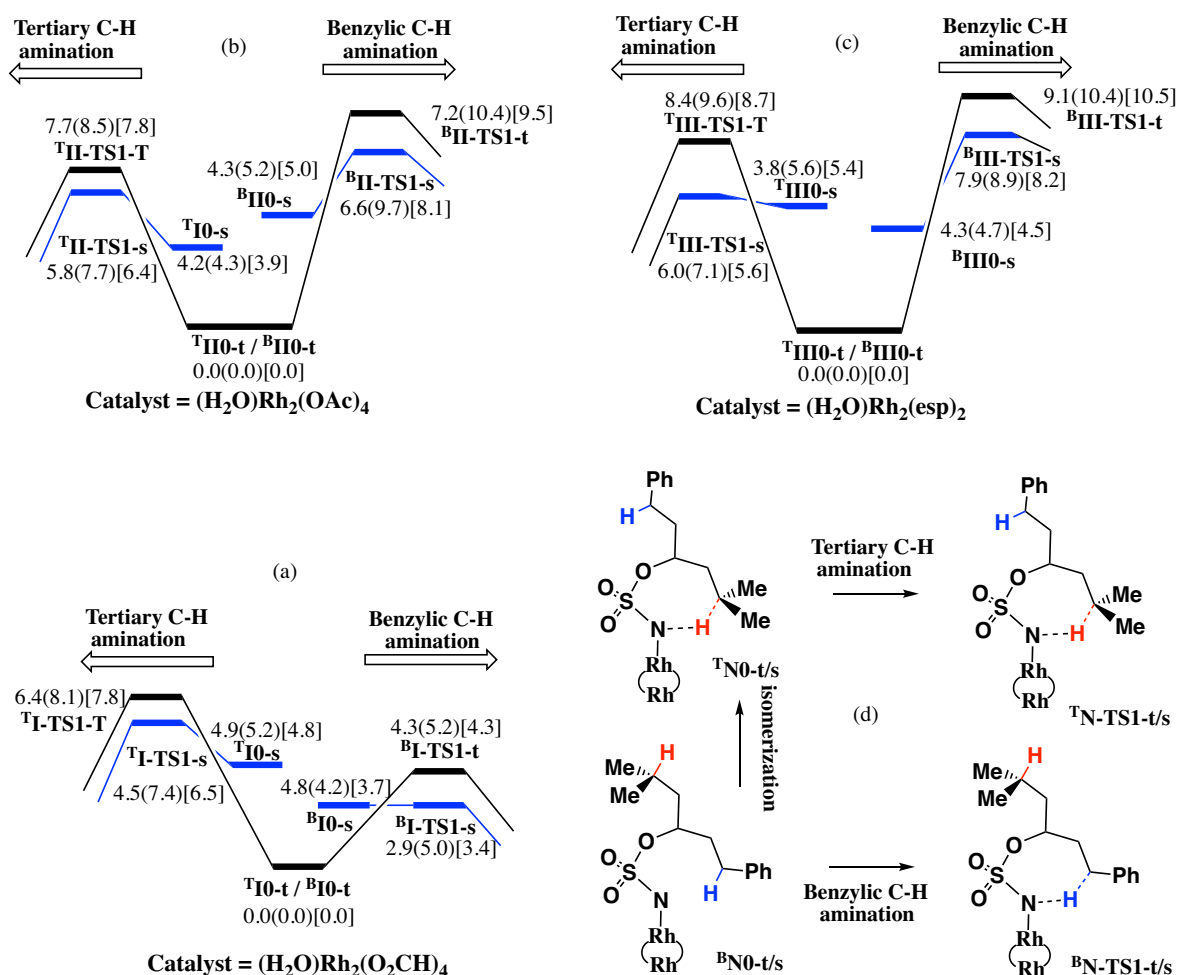 Tertiary C-H
amination
(b)
Benzylic C-H
amination
7.7(8.5)[7.8]
ᵀII-TS1-T
7.2(10.4)[9.5]
ᴮII-TS1-t
4.3(5.2)[5.0]
ᴮII0-s
ᴮII-TS1-s
6.6(9.7)[8.1]
ᵀI0-s
4.2(4.3)[3.9]
ᵀII-TS1-s
5.8(7.7)[6.4]
ᵀII0-t / ᴮII0-t
0.0(0.0)[0.0]
Catalyst = (H₂O)Rh₂(OAc)₄
Tertiary C-H
amination
(c)
Benzylic C-H
amination
8.4(9.6)[8.7]
ᵀIII-TS1-T
9.1(10.4)[10.5]
ᴮIII-TS1-t
3.8(5.6)[5.4]
ᵀIII0-s
ᴮIII-TS1-s
7.9(8.9)[8.2]
ᵀIII-TS1-s
6.0(7.1)[5.6]
4.3(4.7)[4.5]
ᴮIII0-s
ᵀIII0-t / ᴮIII0-t
0.0(0.0)[0.0]
Catalyst = (H₂O)Rh₂(esp)₂
(a)
Tertiary C-H
amination
Benzylic C-H
amination
6.4(8.1)[7.8]
ᵀI-TS1-T
4.9(5.2)[4.8]
ᵀI0-s
4.3(5.2)[4.3]
ᴮI-TS1-t
ᵀI-TS1-s
4.5(7.4)[6.5]
4.8(4.2)[3.7]
ᴮI0-s
ᴮI-TS1-s
2.9(5.0)[3.4]
ᵀI0-t / ᴮI0-t
0.0(0.0)[0.0]
Catalyst = (H₂O)Rh₂(O₂CH)₄
Ph
H
O
S
O
O
N
H
Me
Me
Rh
Rh
ᵀN0-t/s
Tertiary C-H
amination
Ph
H
O
S
O
O
N
H
Me
Me
Rh
Rh
ᵀN-TS1-t/s
isomerization
(d)
H
Me
Me
O
S
O
O
N
H
Ph
Rh
Rh
ᴮN0-t/s
Benzylic C-H
amination
H
Me
Me
O
S
O
O
N
H
Ph
Rh
Rh
ᴮN-TS1-t/s